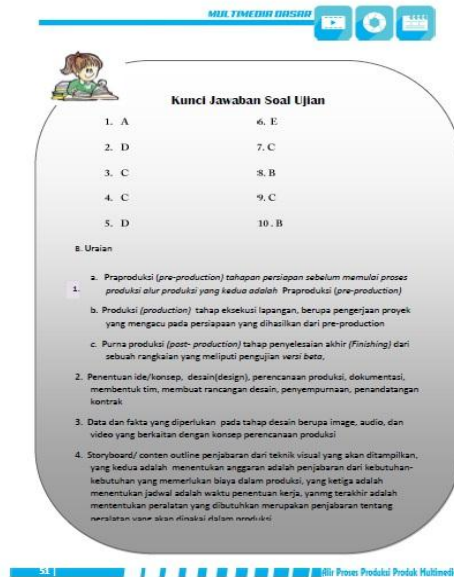 MULTIMEDIA DASAR
Kunci Jawaban Soal Ujian
1. A
2. D
3. C
4. C
5. D
6. E
7. C
8. B
9. C
10. B
B. Uraian
1.
a. Praproduksi (pre-production) tahapan persiapan sebelum memulai proses
produksi alur produksi yang kedua adalah Praproduksi (pre-production)
b. Produksi (production) tahap eksekusi lapangan, berupa pengerjaan proyek
yang mengacu pada persiapaan yang dihasilkan dari pre-production
c. Purna produksi (post- production) tahap penyelesaian akhir (Finishing) dari
sebuah rangkaian yang meliputi pengujian versi beta,
2. Penentuan ide/konsep, desain(design), perencanaan produksi, dokumentasi,
membentuk tim, membuat rancangan desain, penyempurnaan, penandatangan
kontrak
3. Data dan fakta yang diperlukan pada tahap desain berupa image, audio, dan
video yang berkaitan dengan konsep perencanaan produksi
4. Storyboard/ conten outline penjabaran dari teknik visual yang akan ditampilkan,
yang kedua adalah menentukan anggaran adalah penjabaran dari kebutuhan-
kebutuhan yang memerlukan biaya dalam produksi, yang ketiga adalah
menentukan jadwal adalah waktu penentuan kerja, yanmg terakhir adalah
mententukan peralatan yang dibutuhkan merupakan penjabaran tentang
peralatan yang akan dipakai dalam produksi
51 |
Alir Proses Produksi Produk Multimedi